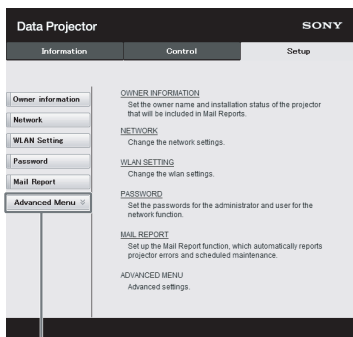 Data Projector
SONY
Information
Control
Setup
Owner information
Network
WLAN Setting
Password
Mail Report
Advanced Menu
OWNER INFORMATION
Set the owner name and installation status of the projector
that will be included in Mail Reports.
NETWORK
Change the network settings.
WLAN SETTING
Change the wlan settings.
PASSWORD
Set the passwords for the administrator and user for the
network function.
MAIL REPORT
Set up the Mail Report function, which automatically reports
projector errors and scheduled maintenance.
ADVANCED MENU
Advanced settings.